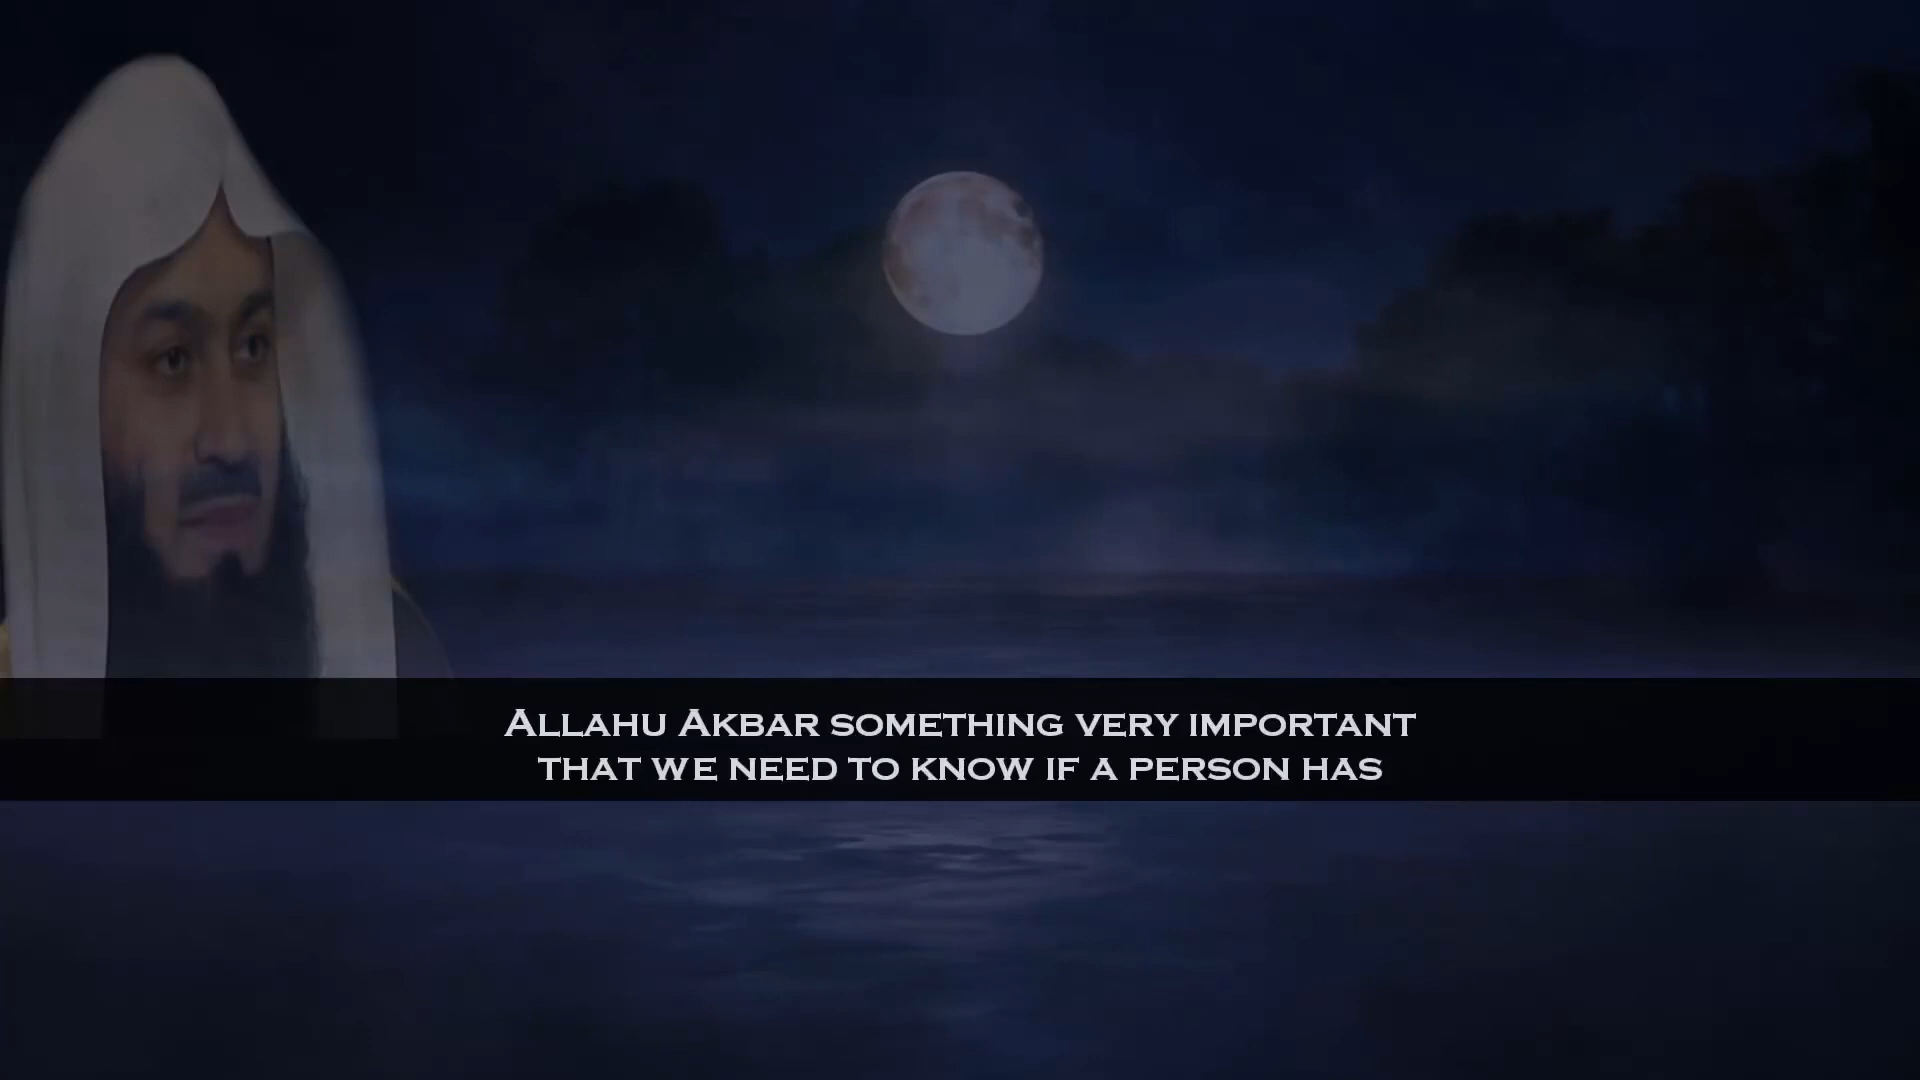 Allahu Akbar something very important
that we need to know if a person has